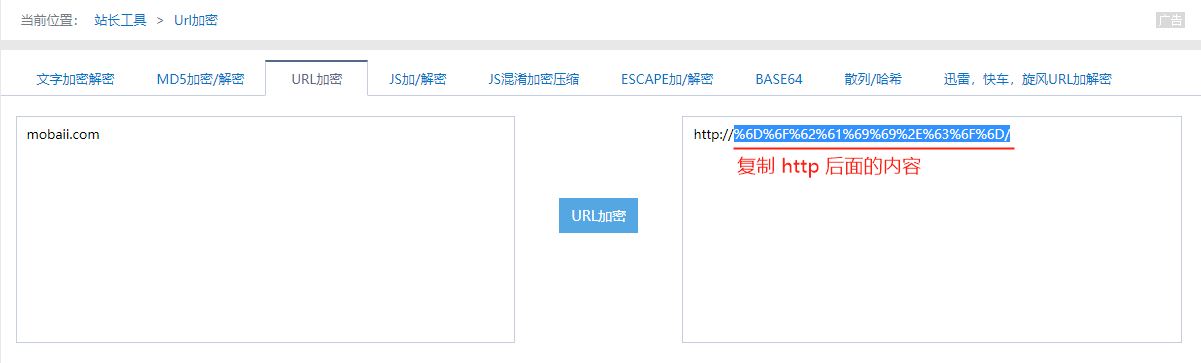 当前位置： 站长工具 > Url加密
广告
文字加密解密 MD5加密/解密 URL加密 JS加/解密 JS混淆加密压缩 ESCAPE加/解密 BASE64 散列/哈希 迅雷，快车，旋风URL加解密
mobaii.com
http://%6D%6F%62%61%69%69%2E%63%6F%6D/
复制 http 后面的内容
URL加密